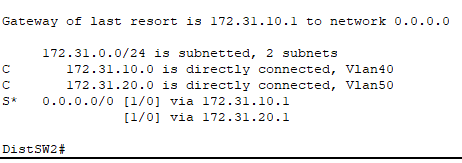 Gateway of last resort is 172.31.10.1 to network 0.0.0.0
172.31.0.0/24 is subnetted, 2 subnets
C 172.31.10.0 is directly connected, Vlan40
C 172.31.20.0 is directly connected, Vlan50
S* 0.0.0.0/0 [1/0] via 172.31.10.1
[1/0] via 172.31.20.1
DistSW2#